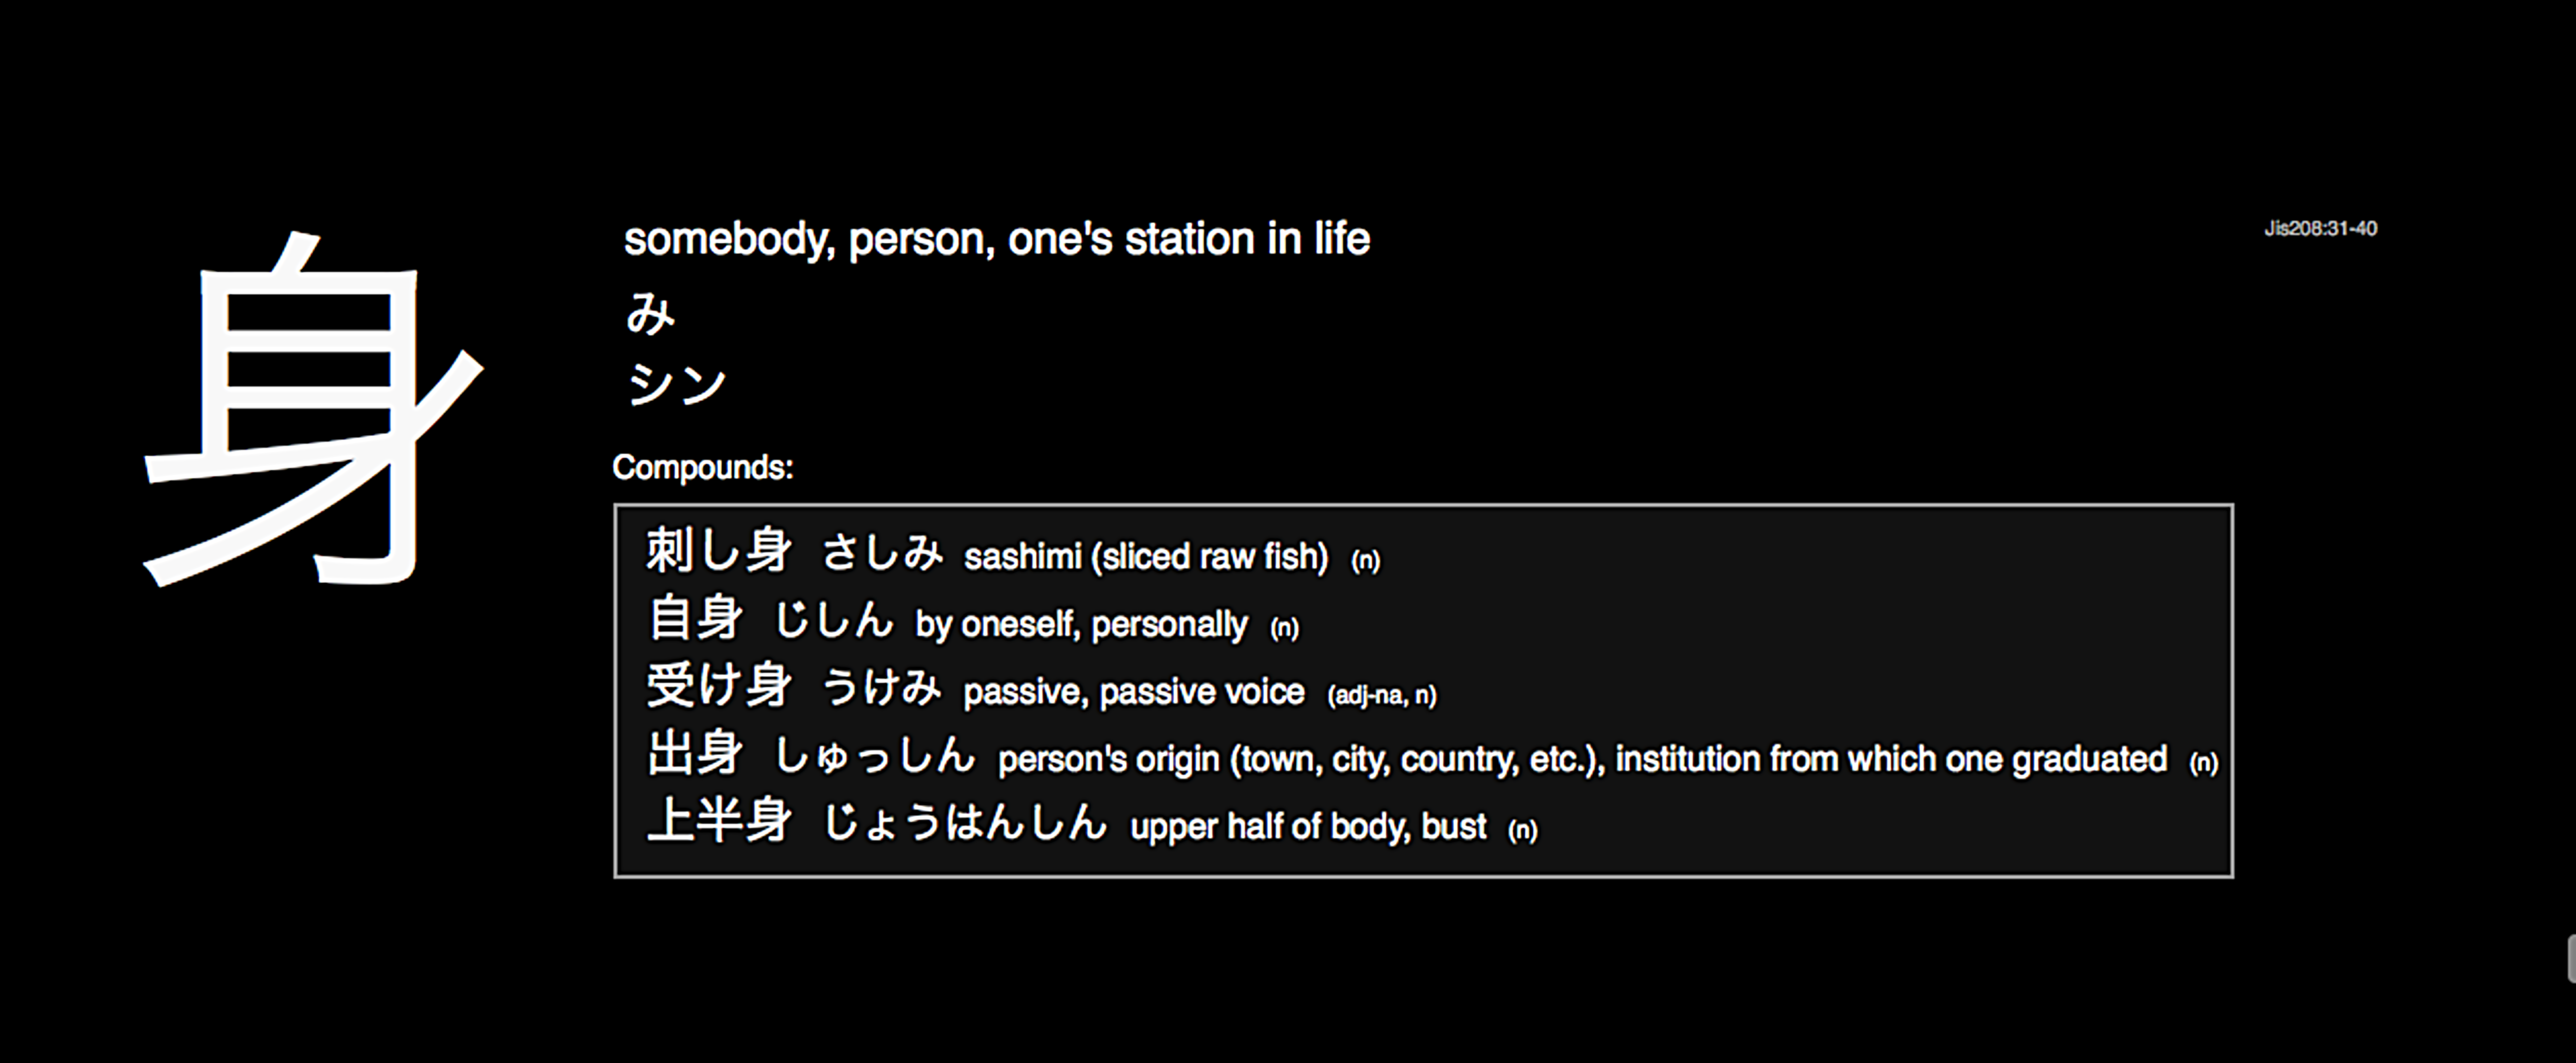 身
somebody, person, one's station in life
Jis208:31-40
み
シン
Compounds:
刺し身 さしみ sashimi (sliced raw fish) (n)
自身 じしん by oneself, personally (n)
受け身 うけみ passive, passive voice (adj-na, n)
出身 しゅっしん person's origin (town, city, country, etc.), institution from which one graduated (n)
上半身 じょうはんしん upper half of body, bust (n)